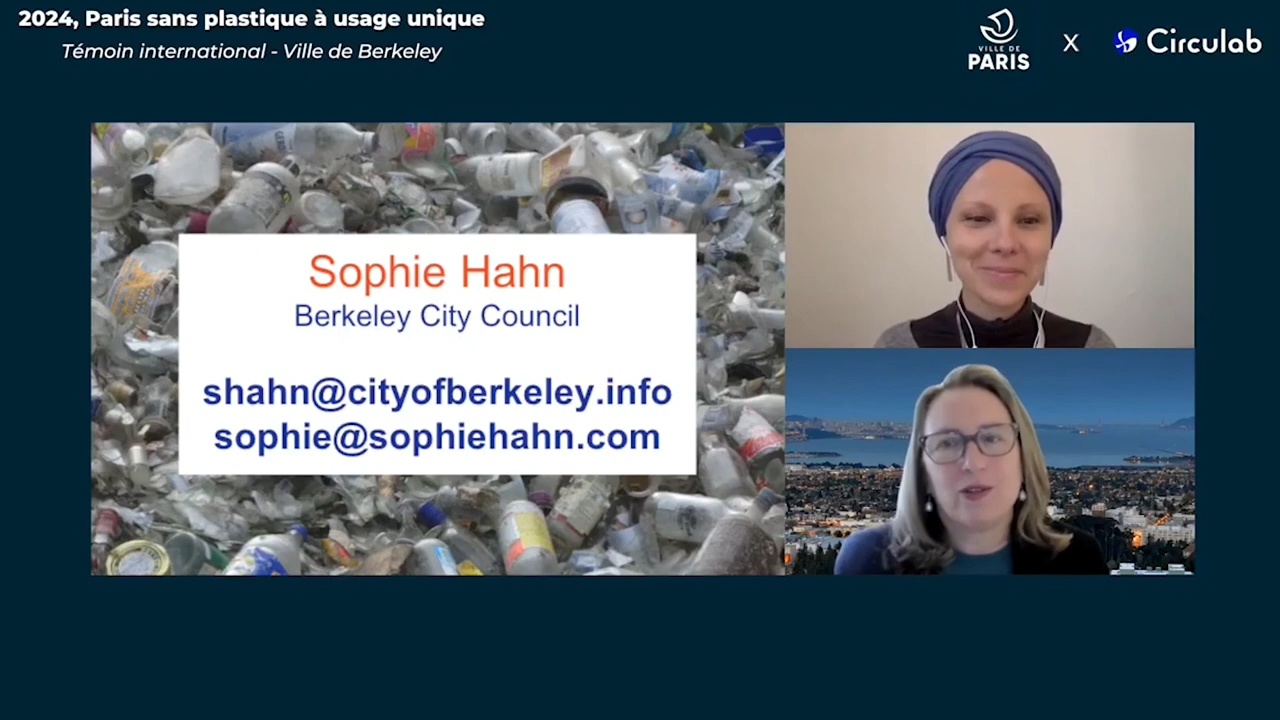 2024, Paris sans plastique à usage unique
Témoin international - Ville de Berkeley
VILLE DE
PARIS
X
Circulab
Sophie Hahn
Berkeley City Council
shahn@cityofberkeley.info
sophie@sophiehahn.com